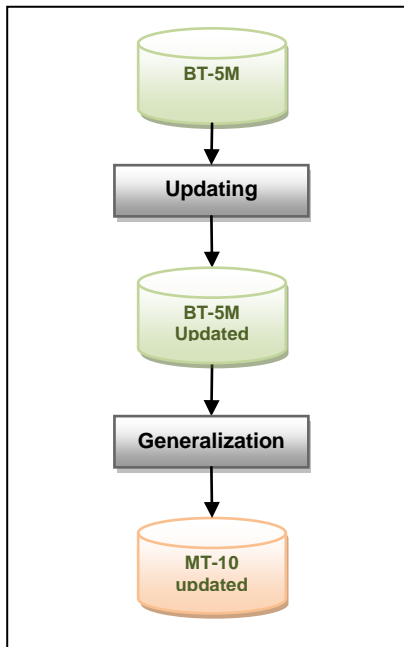 BT-5M
Updating
BT-5M
Updated
Generalization
MT-10
updated